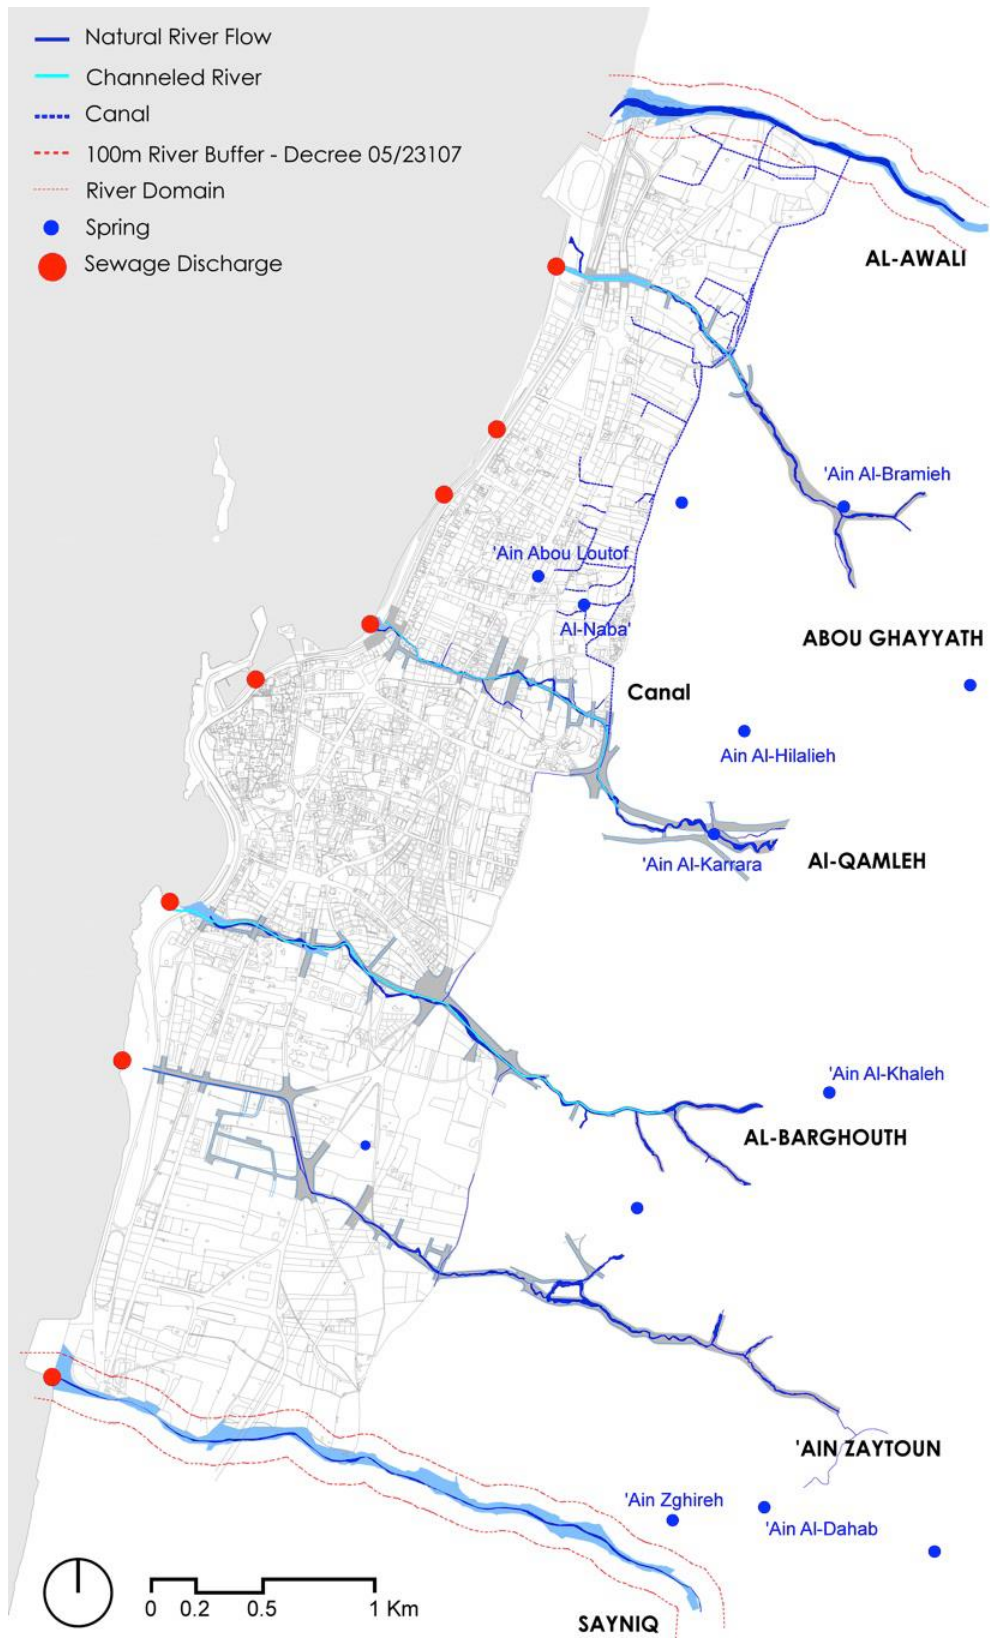 Natural River Flow
Channeled River
Canal
100m River Buffer - Decree 05/23107
River Domain
Spring
Sewage Discharge
AL-AWALI
'Ain Al-Bramieh
'Ain Abou Loutof
Al-Naba'
ABOU GHAYYATH
Canal
Ain Al-Hilalieh
'Ain Al-Karrara
Al-QAMLEH
'Ain Al-Khaleh
AL-BARGHOUTH
'AIN ZAYTOUN
'Ain Zghireh
'Ain Al-Dahab
0 0.2 0.5 1 Km
SAYNIQ